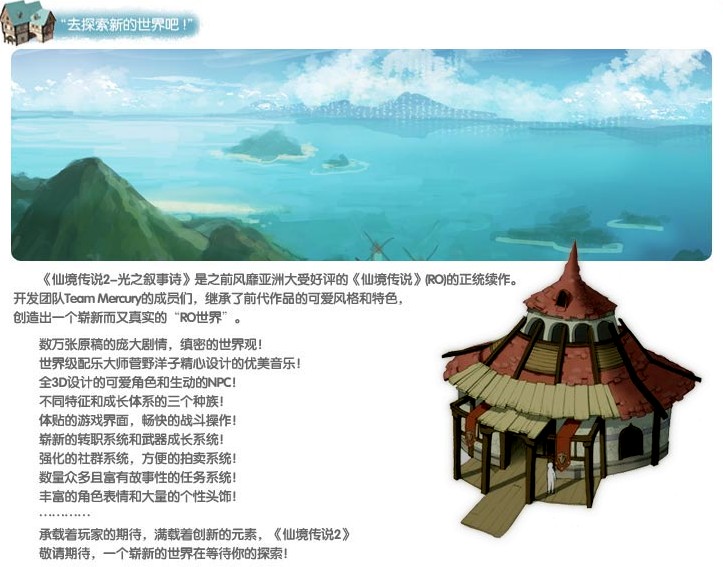 “去探索新的世界吧！”
《仙境传说2-光之叙事诗》是之前风靡亚洲大受好评的《仙境传说》(RO)的正统续作。
开发团队Team Mercury的成员们，继承了前代作品的可爱风格和特色，
创造出一个崭新而又真实的“RO世界”。
数万张原稿的庞大剧情，缜密的世界观！
世界级配乐大师菅野洋子精心设计的优美音乐！
全3D设计的可爱角色和生动的NPC！
不同特征和成长体系的三个种族！
体贴的游戏界面，畅快的战斗操作！
崭新的转职系统和武器成长系统！
强化的社群系统，方便的拍卖系统！
数量众多且富有故事性的任务系统！
丰富的角色表情和大量的个性头饰！
…………
承载着玩家的期待，满载着创新的元素，《仙境传说2》
敬请期待，一个崭新的世界在等待你的探索！